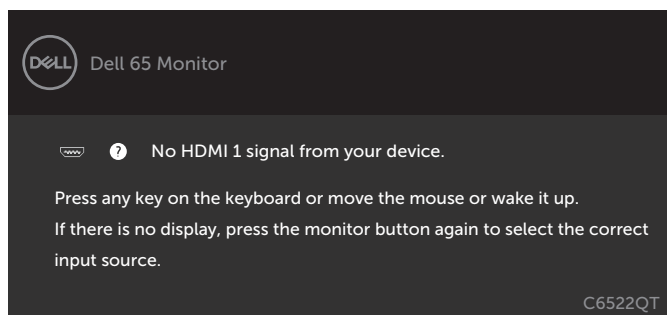 DELL
Dell 65 Monitor
? No HDMI 1 signal from your device.
Press any key on the keyboard or move the mouse or wake it up.
If there is no display, press the monitor button again to select the correct
input source.
C6522QT